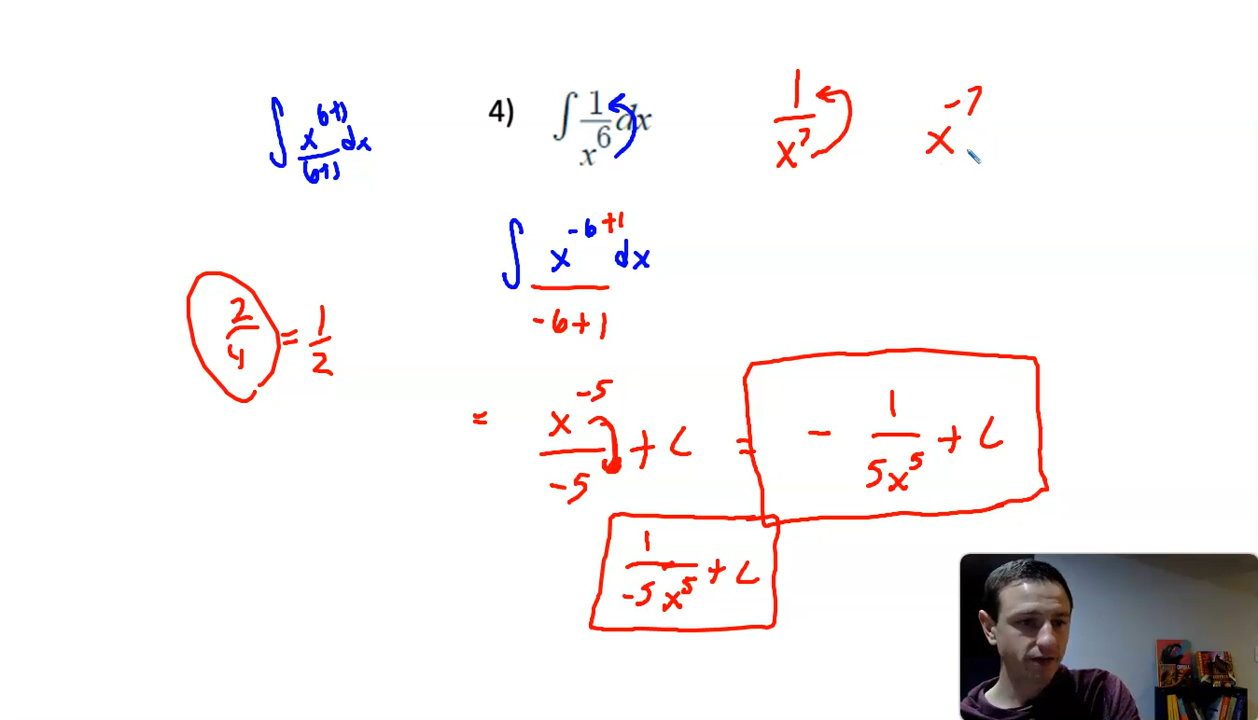 ∫ x^(6+1)/(6+1) dx
4) ∫ 1/x^6 dx
1/x^7
x^-7
∫ x^(-6+1)/(-6+1) dx
2/4 = 1/2
= x^-5/-5 + C = - 1/(5x^5) + C
1/(-5x^5) + C